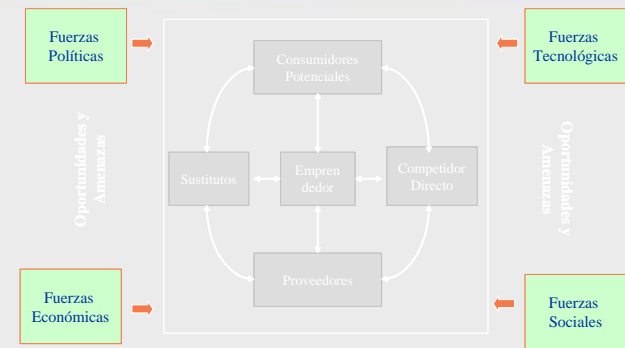 Fuerzas
Políticas
Fuerzas
Tecnológicas
Consumidores
Potenciales
Oportunidades y
Amenazas
Oportunidades y
Amenazas
Sustitutos
Empren
dedor
Competidor
Directo
Proveedores
Fuerzas
Económicas
Fuerzas
Sociales